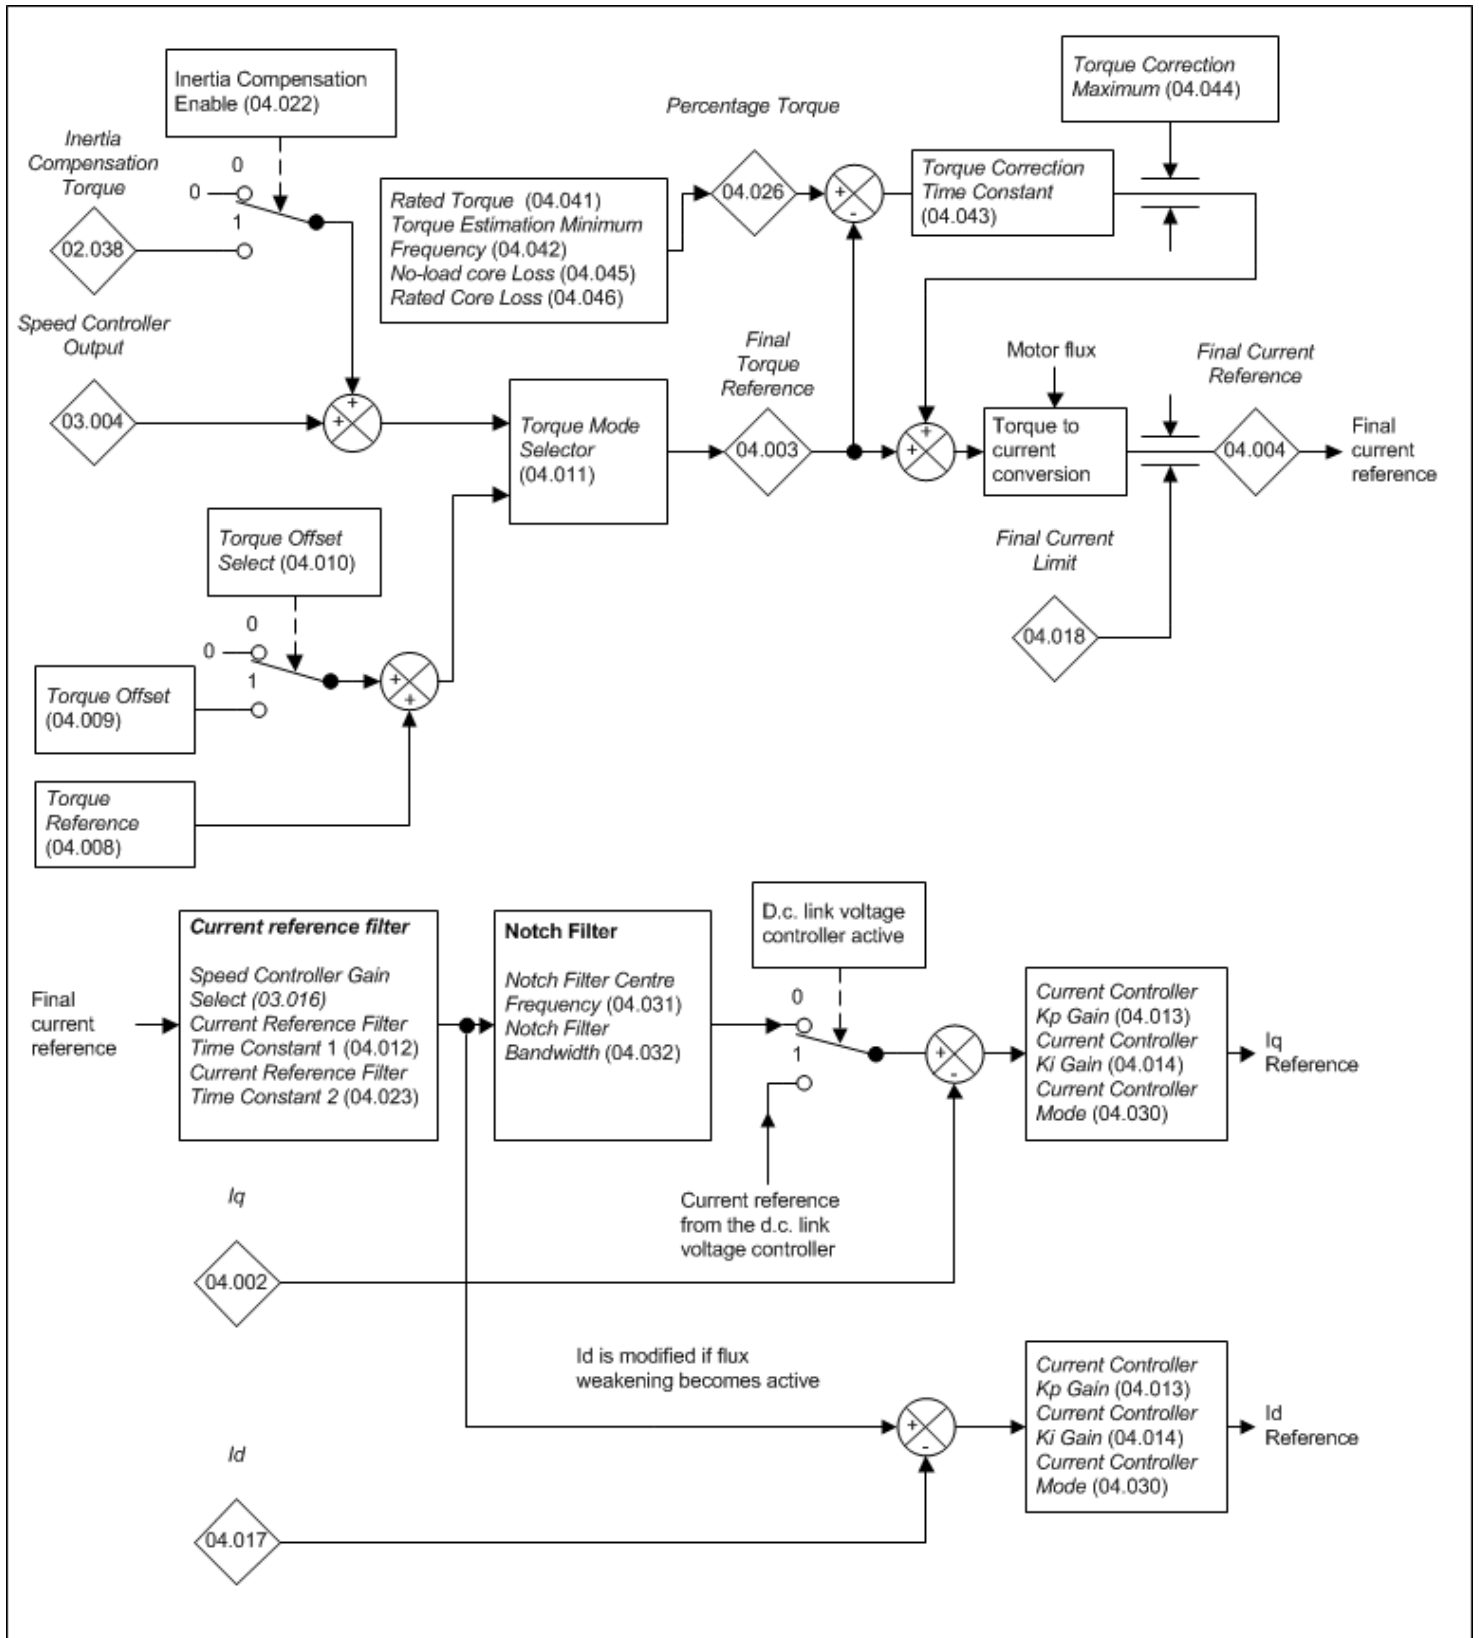 Inertia Compensation
Enable (04.022)
Torque Correction
Maximum (04.044)
Percentage Torque
Inertia
Compensation
Torque
0
0
1
02.038
Rated Torque (04.041)
Torque Estimation Minimum
Frequency (04.042)
No-load core Loss (04.045)
Rated Core Loss (04.046)
04.026
+
-
Torque Correction
Time Constant
(04.043)
Speed Controller
Output
03.004
+
+
Torque Mode
Selector
(04.011)
Final
Torque
Reference
04.003
+
+
Motor flux
Torque to
current
conversion
Final Current
Reference
04.004
Final
current
reference
Torque Offset
Select (04.010)
Final Current
Limit
04.018
0
0
1
Torque Offset
(04.009)
+
+
Torque
Reference
(04.008)
Final
current
reference
Current reference filter
Speed Controller Gain
Select (03.016)
Current Reference Filter
Time Constant 1 (04.012)
Current Reference Filter
Time Constant 2 (04.023)
Notch Filter
Notch Filter Centre
Frequency (04.031)
Notch Filter
Bandwidth (04.032)
D.c. link voltage
controller active
0
1
+
-
Current Controller
Kp Gain (04.013)
Current Controller
Ki Gain (04.014)
Current Controller
Mode (04.030)
Iq
Reference
Current reference
from the d.c. link
voltage controller
Iq
04.002
Id is modified if flux
weakening becomes active
+
-
Current Controller
Kp Gain (04.013)
Current Controller
Ki Gain (04.014)
Current Controller
Mode (04.030)
Id
Reference
Id
04.017